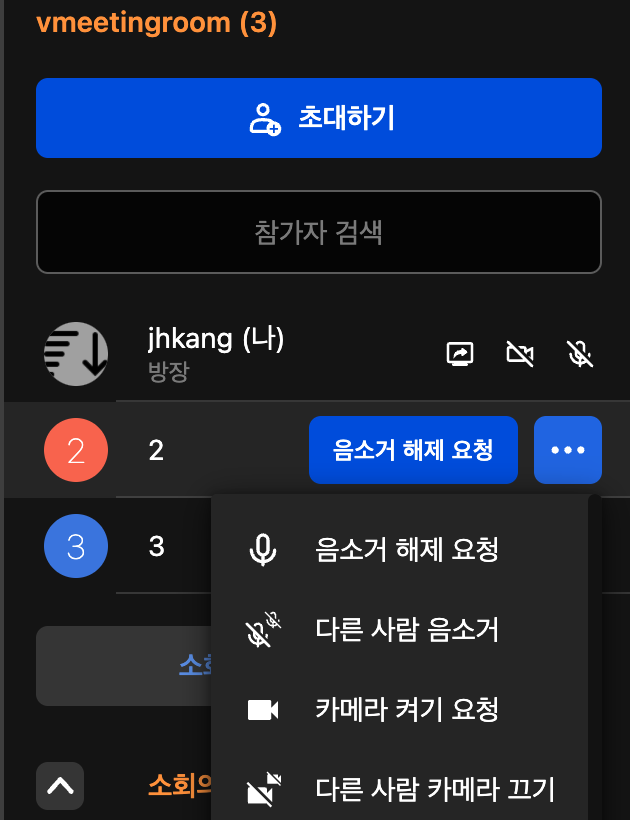 vmeetingroom (3)
초대하기
참가자 검색
jhkang (나)
방장
2
2
음소거 해제 요청
3
3
음소거 해제 요청
다른 사람 음소거
카메라 켜기 요청
다른 사람 카메라 끄기